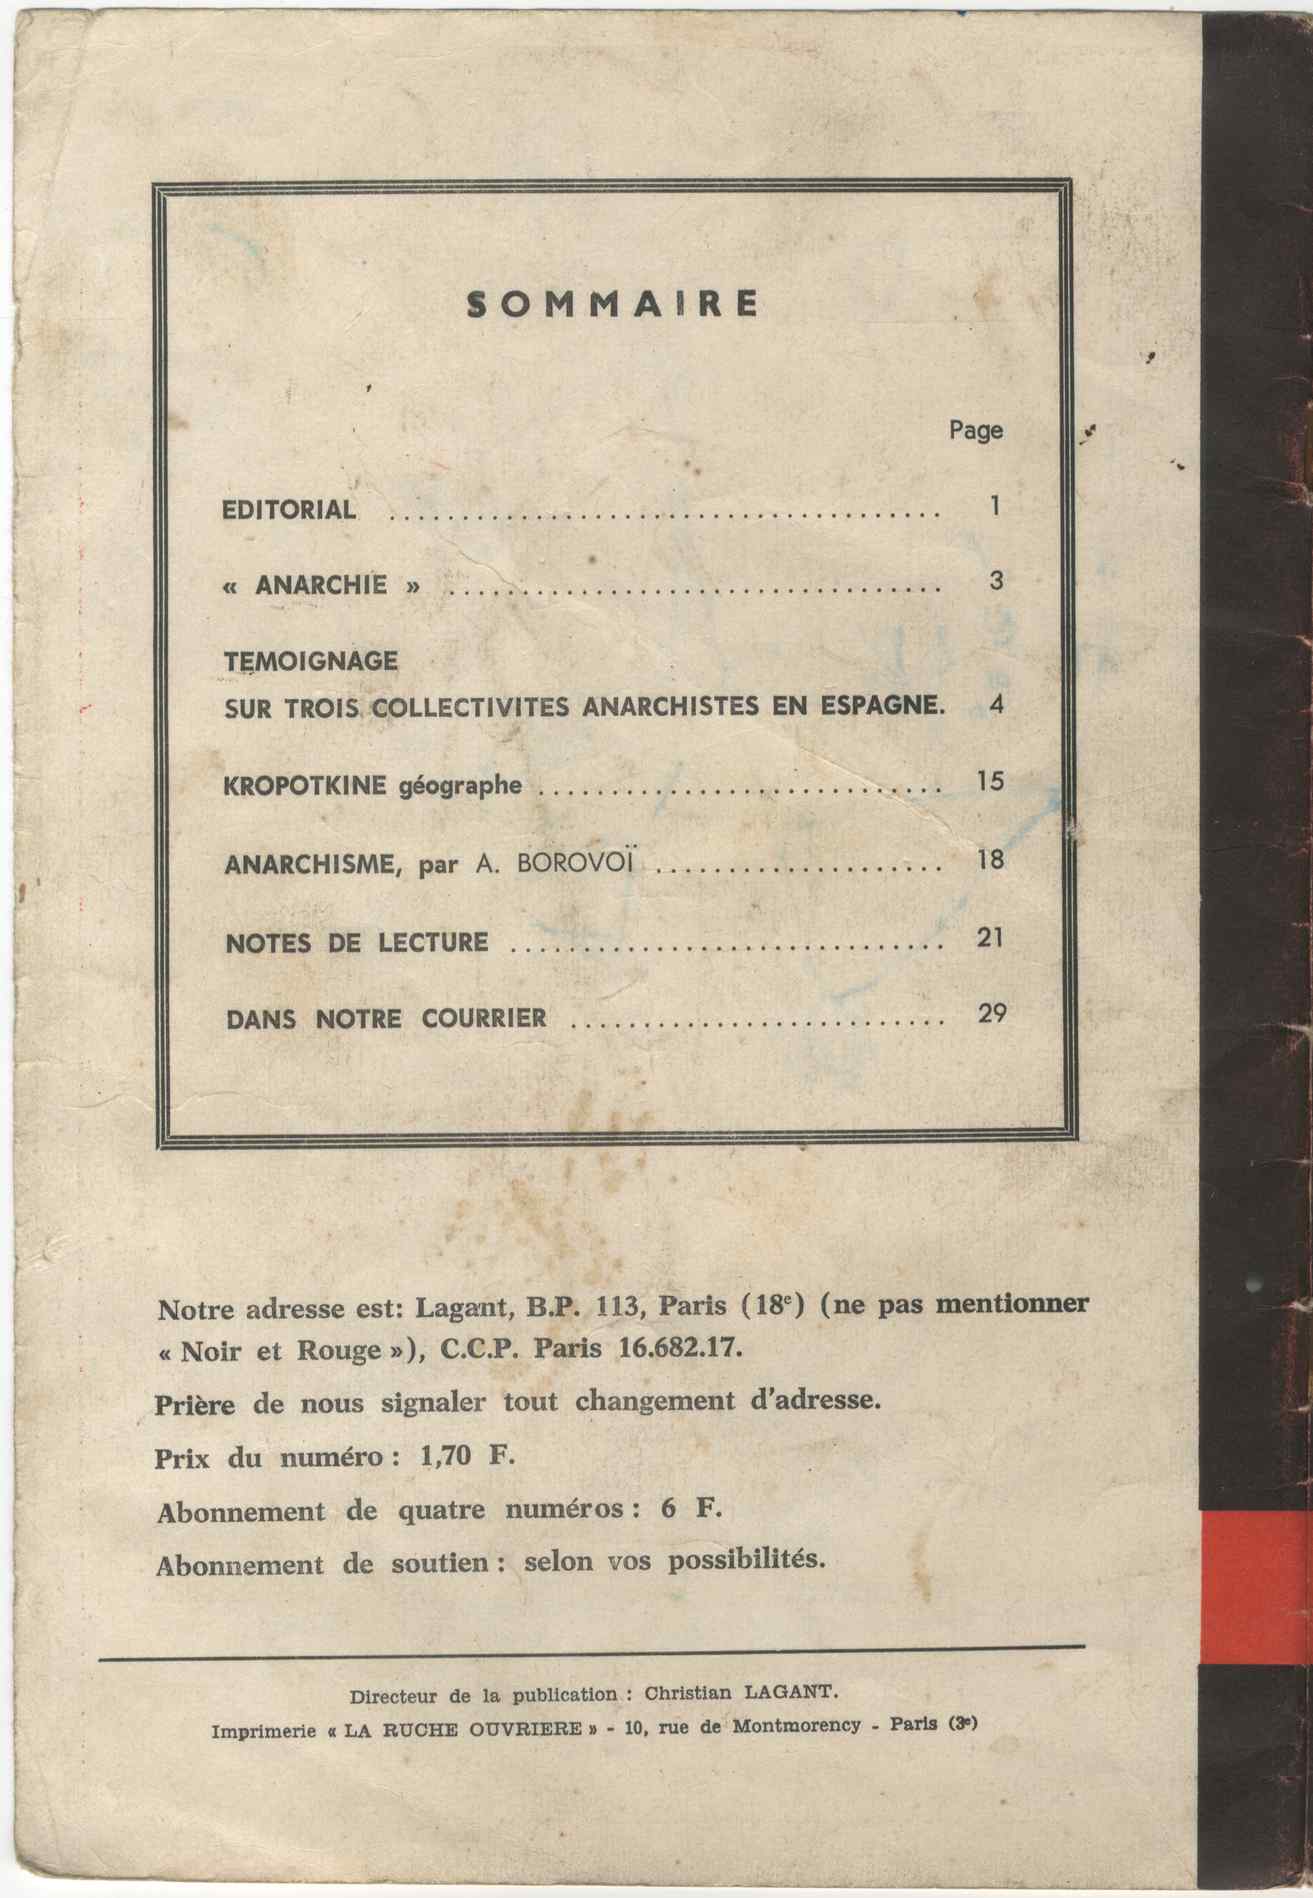 SOMMAIRE
Page
EDITORIAL ...................................... 1
« ANARCHIE » .................................. 3
TEMOIGNAGE
SUR TROIS COLLECTIVITES ANARCHISTES EN ESPAGNE. 4
KROPOTKINE géographe ............................ 15
ANARCHISME, par A. BOROVOÏ .................... 18
NOTES DE LECTURE .............................. 21
DANS NOTRE COURRIER .......................... 29
Notre adresse est: Lagant, B.P. 113, Paris (18e) (ne pas mentionner
« Noir et Rouge »), C.C.P. Paris 16.682.17.
Prière de nous signaler tout changement d'adresse.
Prix du numéro : 1,70 F.
Abonnement de quatre numéros : 6 F.
Abonnement de soutien : selon vos possibilités.
Directeur de la publication : Christian LAGANT.
Imprimerie « LA RUCHE OUVRIERE » - 10, rue de Montmorency - Paris (3e)